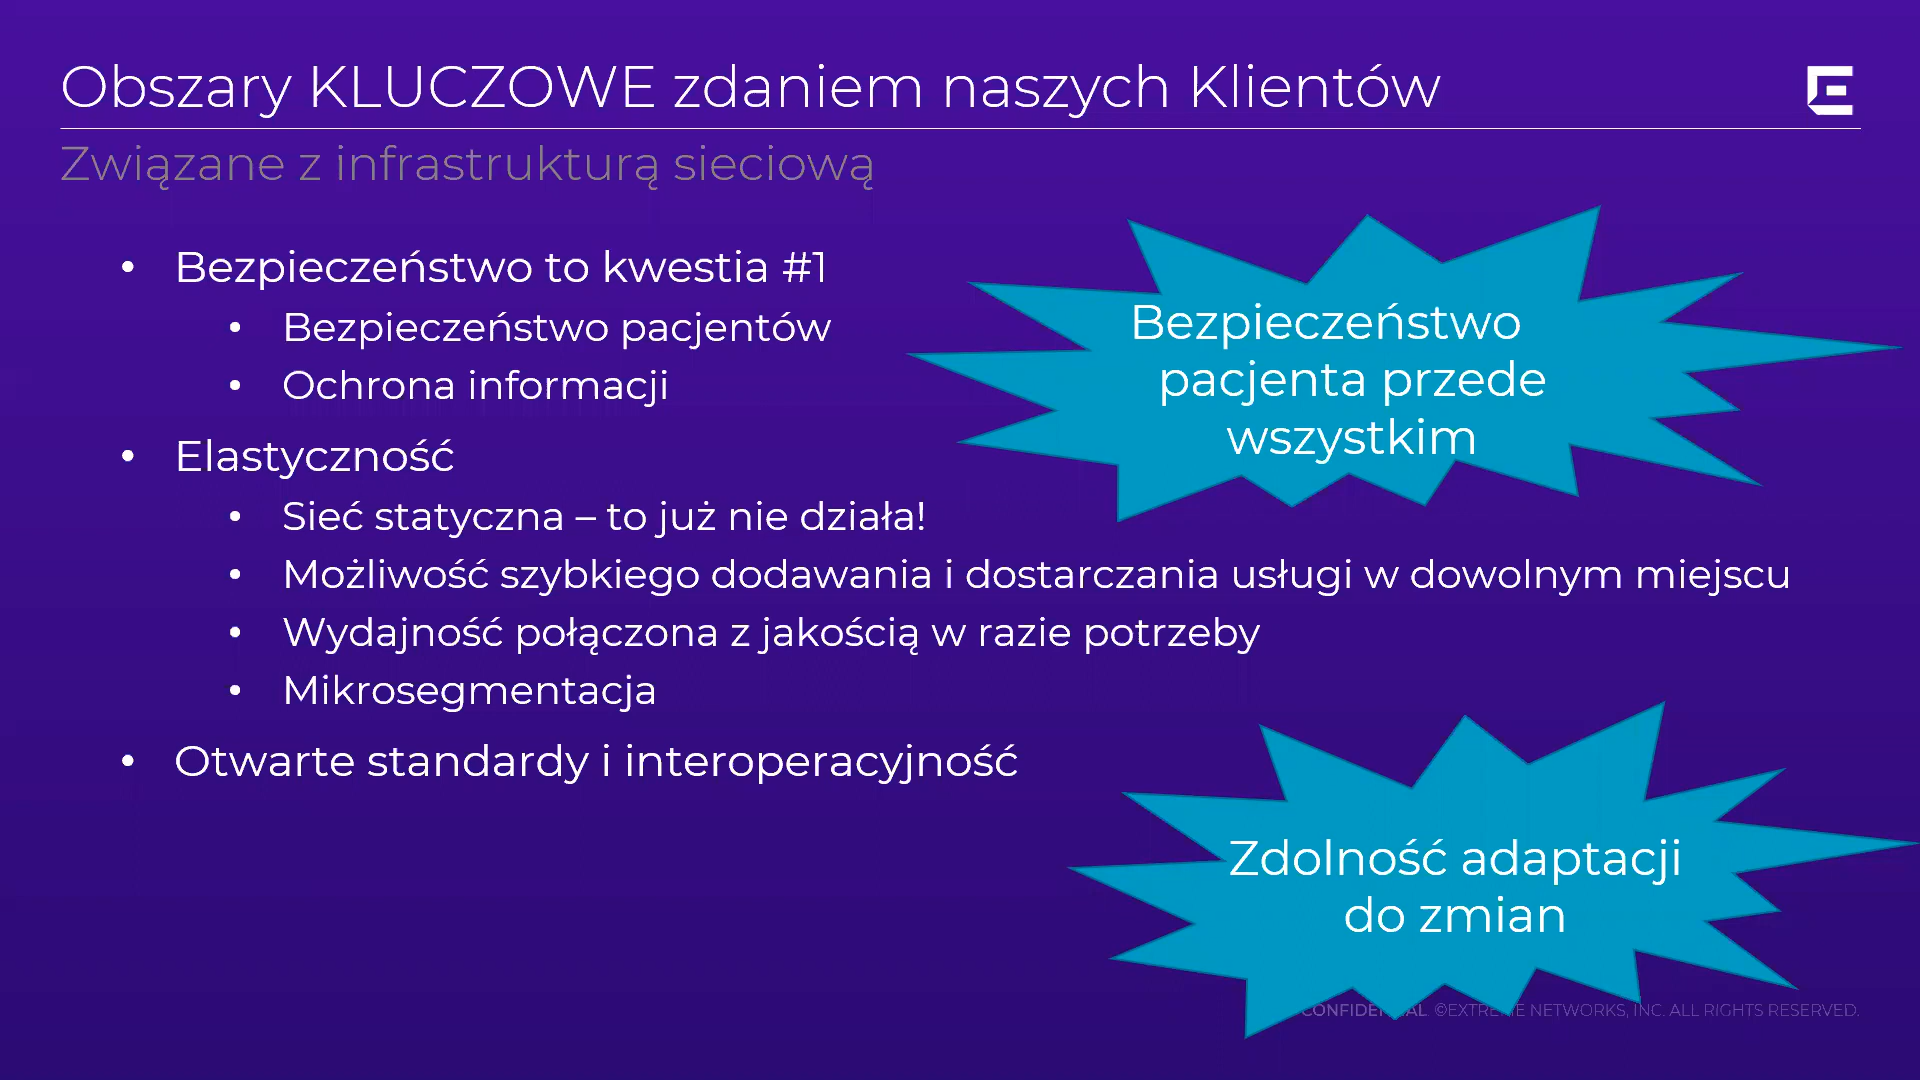 Obszary KLUCZOWE zdaniem naszych Klientów
Związane z infrastrukturą sieciową
• Bezpieczeństwo to kwestia #1
• Bezpieczeństwo pacjentów
• Ochrona informacji
• Elastyczność
• Sieć statyczna – to już nie działa!
• Możliwość szybkiego dodawania i dostarczania usługi w dowolnym miejscu
• Wydajność połączona z jakością w razie potrzeby
• Mikrosegmentacja
• Otwarte standardy i interoperacyjność
Bezpieczeństwo
pacjenta przede
wszystkim
Zdolność adaptacji
do zmian
CONFIDENTIAL. ©EXTREME NETWORKS, INC. ALL RIGHTS RESERVED.